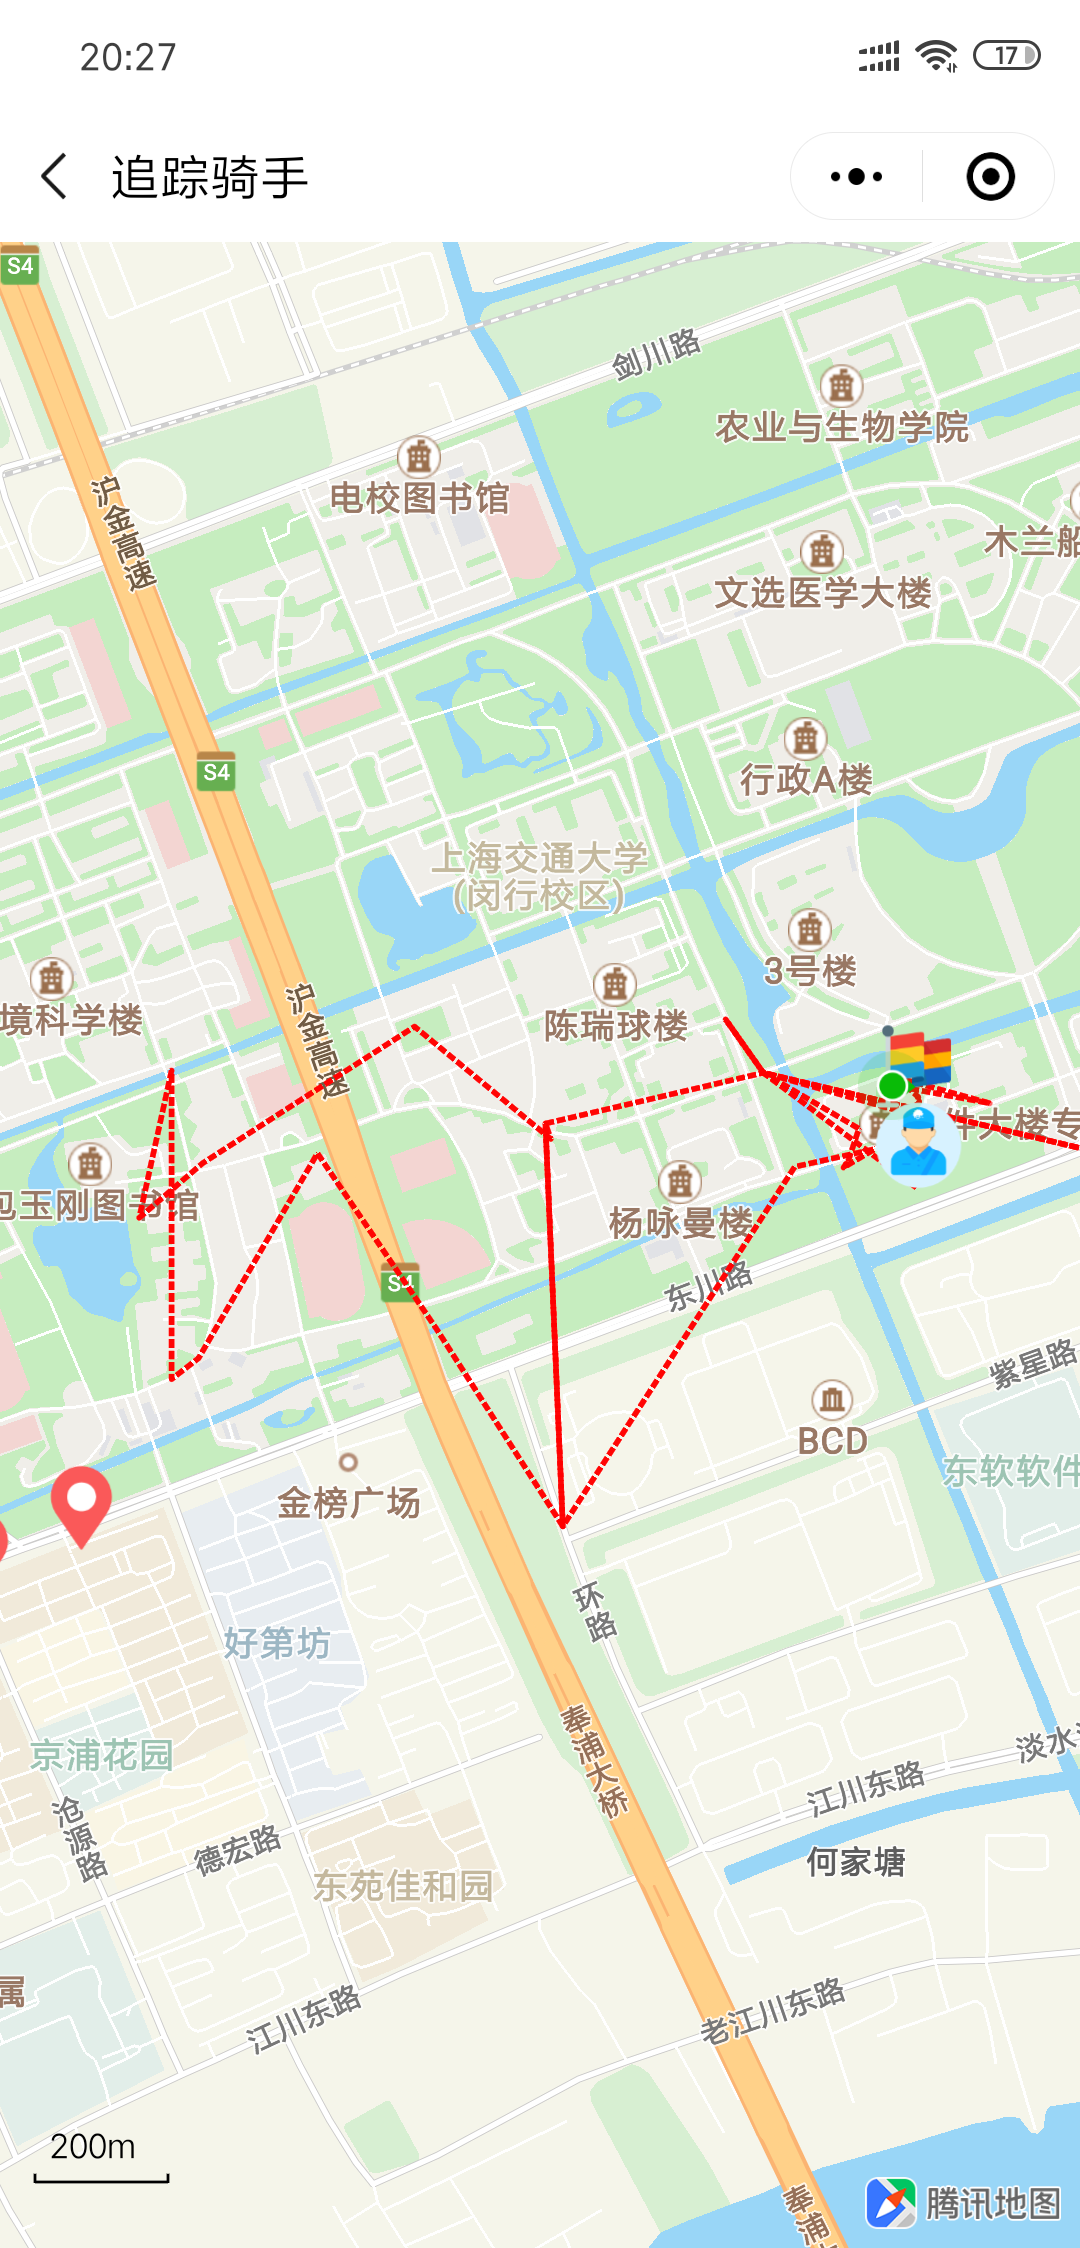 20:27
17
追踪骑手
S4
剑川路
农业与生物学院
电校图书馆
沪金高速
木兰船
文选医学大楼
S4
行政A楼
上海交通大学
(闵行校区)
3号楼
境科学楼
沪金高速
陈瑞球楼
件大楼专
包玉刚图书馆
杨咏曼楼
S4
东川路
紫星路
BCD
东软软件
金榜广场
环路
好第坊
奉浦大桥
京浦花园
淡水
江川东路
沧源路
德宏路
何家塘
东苑佳和园
属
江川东路
老江川东路
200m
奉浦
腾讯地图